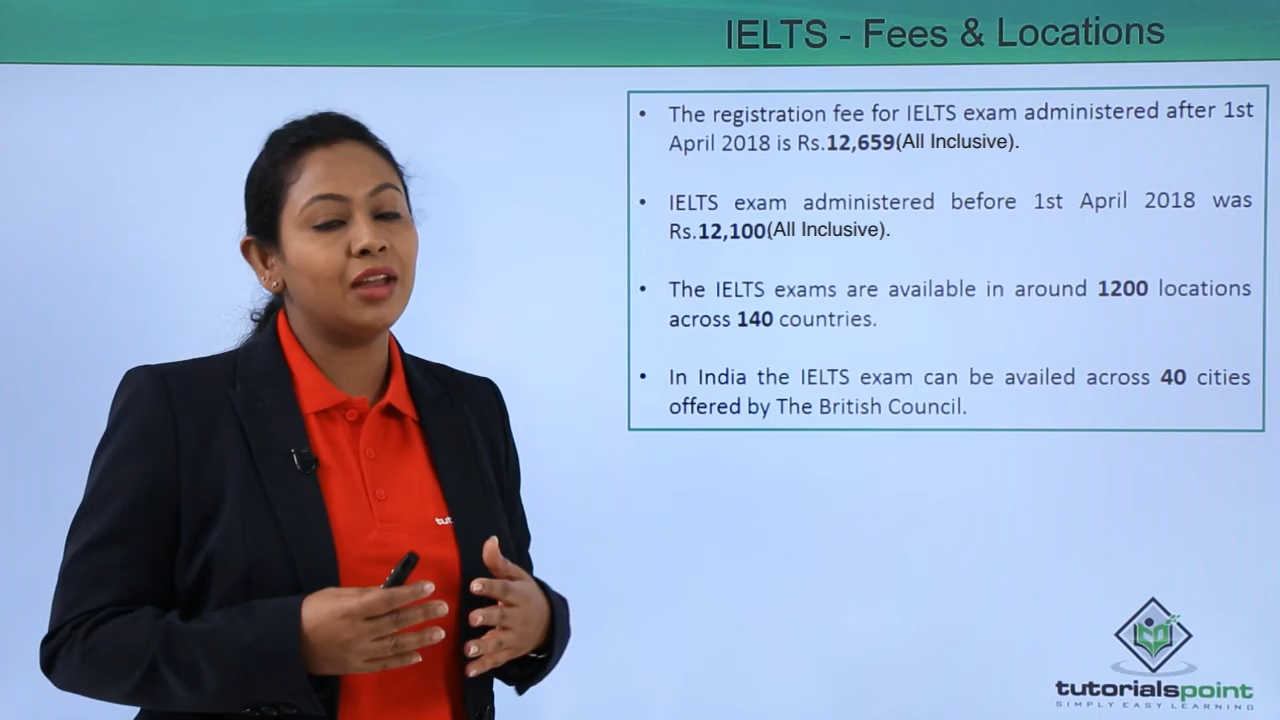 IELTS - Fees & Locations
• The registration fee for IELTS exam administered after 1st
April 2018 is Rs.12,659(All Inclusive).
• IELTS exam administered before 1st April 2018 was
Rs.12,100(All Inclusive).
• The IELTS exams are available in around 1200 locations
across 140 countries.
• In India the IELTS exam can be availed across 40 cities
offered by The British Council.
tut
tutorialspoint
SIMPLY EASY LEARNING